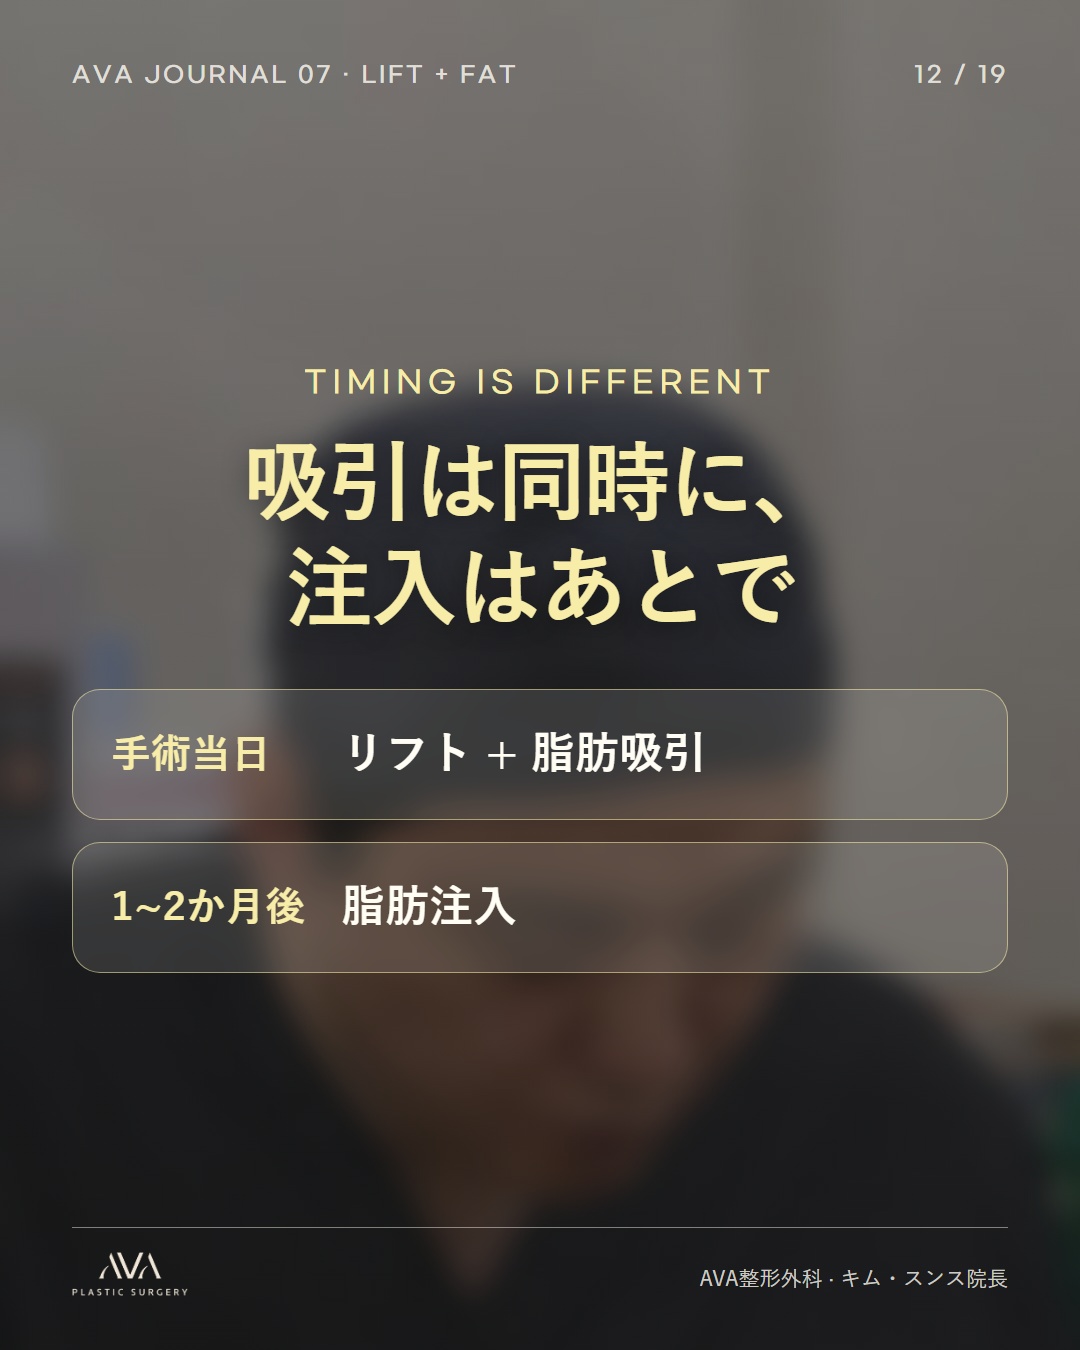 AVA JOURNAL 07 · LIFT + FAT
12 / 19
TIMING IS DIFFERENT
吸引は同時に、
注入はあとで
手術当日 リフト + 脂肪吸引
1~2か月後 脂肪注入
AVA
PLASTIC SURGERY
AVA整形外科 · キム・スンス院長